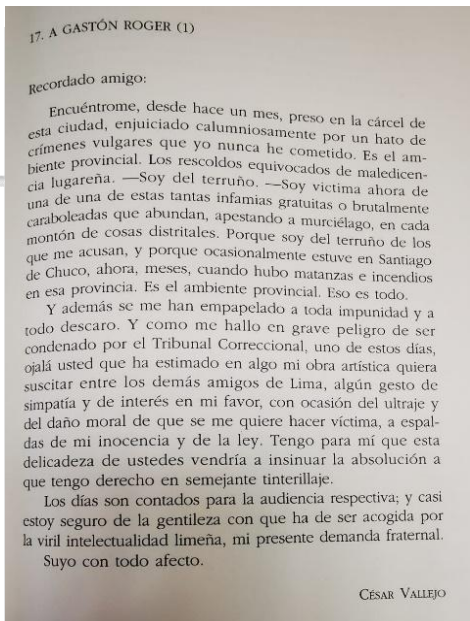 17. A GASTÓN ROGER (1)
Recordado amigo:
Encuéntrome, desde hace un mes, preso en la cárcel de
esta ciudad, enjuiciado calumniosamente por un hato de
crímenes vulgares que yo nunca he cometido. Es el am-
biente provincial. Los rescoldos equivocados de maledicen-
cia lugareña. —Soy del terruño. —Soy victima ahora de
una de una de estas tantas infamias gratuitas o brutalmente
caraboleadas que abundan, apestando a murciélago, en cada
montón de cosas distritales. Porque soy del terruño de los
que me acusan, y porque ocasionalmente estuve en Santiago
de Chuco, ahora, meses, cuando hubo matanzas e incendios
en esa provincia. Es el ambiente provincial. Eso es todo.
Y además se me han empapelado a toda impunidad y a
todo descaro. Y como me hallo en grave peligro de ser
condenado por el Tribunal Correccional, uno de estos días,
ojalá usted que ha estimado en algo mi obra artística quiera
suscitar entre los demás amigos de Lima, algún gesto de
simpatía y de interés en mi favor, con ocasión del ultraje y
del daño moral de que se me quiere hacer víctima, a espal-
das de mi inocencia y de la ley. Tengo para mí que esta
delicadeza de ustedes vendría a insinuar la absolución a
que tengo derecho en semejante tinterillaje.
Los días son contados para la audiencia respectiva; y casi
estoy seguro de la gentileza con que ha de ser acogida por
la viril intelectualidad limeña, mi presente demanda fraternal.
Suyo con todo afecto.
CÉSAR VALLEJO